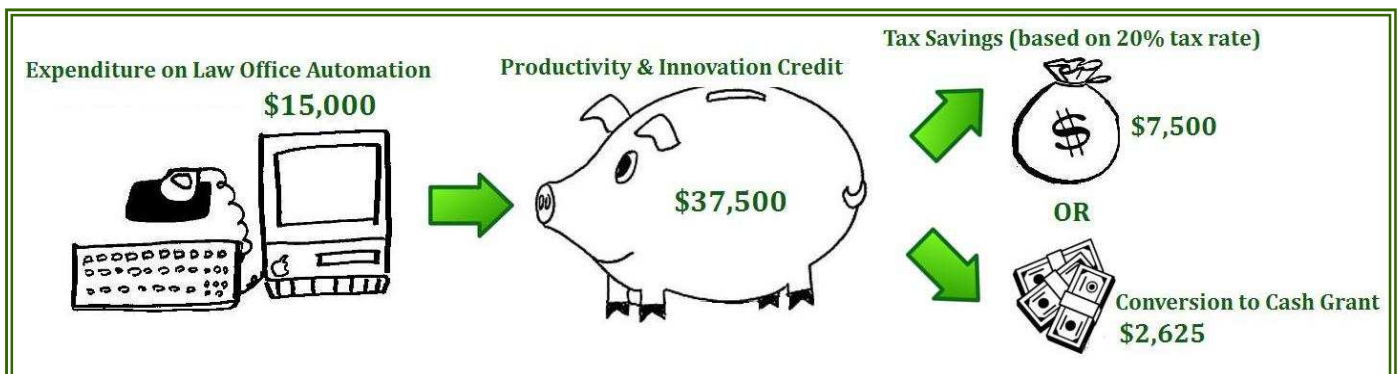 Expenditure on Law Office Automation
$15,000
Productivity & Innovation Credit
$37,500
Tax Savings (based on 20% tax rate)
$
$7,500
OR
Conversion to Cash Grant
$2,625